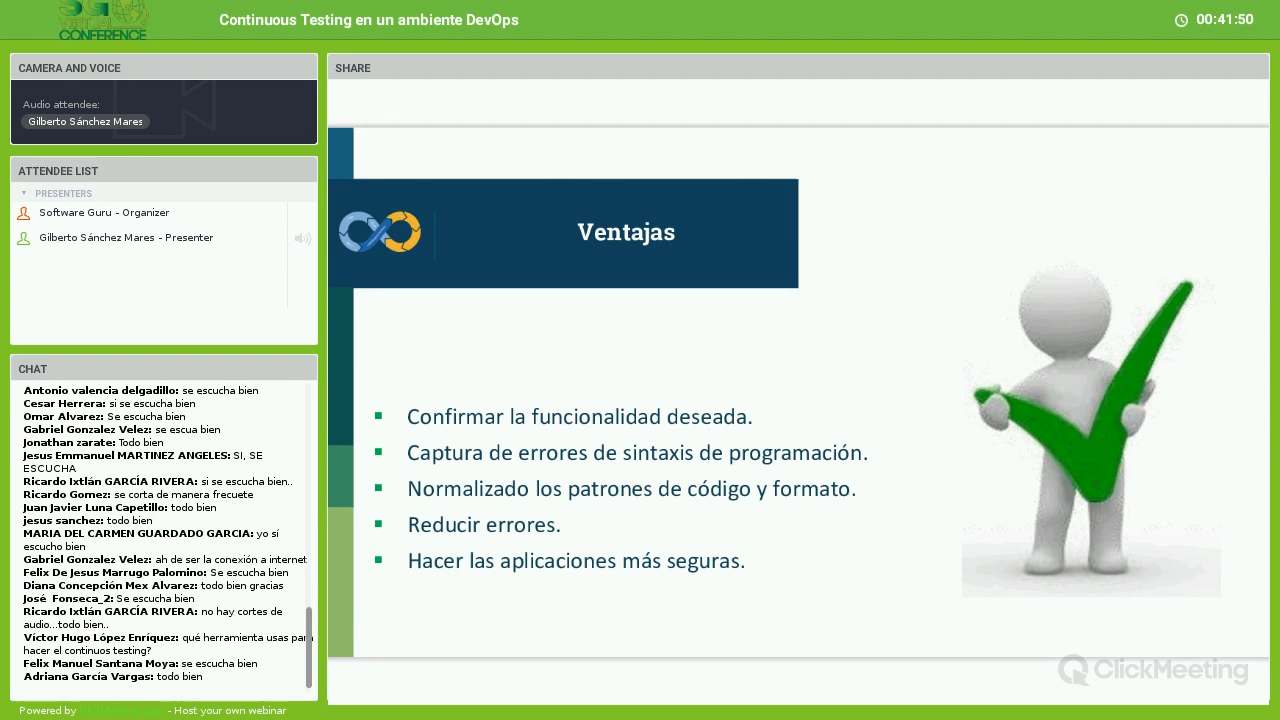 SG
VIRTUAL
CONFERENCE
Continuous Testing en un ambiente DevOps
00:41:50
CAMERA AND VOICE
Audio attendee:
Gilberto Sánchez Mares
ATTENDEE LIST
PRESENTERS
Software Guru - Organizer
Gilberto Sánchez Mares - Presenter
CHAT
Antonio valencia delgadillo: se escucha bien
Cesar Herrera: si se escucha bien
Omar Alvarez: Se escucha bien
Gabriel Gonzalez Velez: se escua bien
Jonathan zarate: Todo bien
Jesus Emmanuel MARTINEZ ANGELES: SI, SE
ESCUCHA
Ricardo Ixtlán GARCÍA RIVERA: si se escucha bien..
Ricardo Gomez: se corta de manera frecuete
Juan Javier Luna Capetillo: todo bien
jesus sanchez: todo bien
MARIA DEL CARMEN GUARDADO GARCIA: yo sí
escucho bien
Gabriel Gonzalez Velez: ah de ser la conexión a internet
Felix De Jesus Marrugo Palomino: Se escucha bien
Diana Concepción Mex Alvarez: todo bien gracias
José Fonseca_2: Se escucha bien
Ricardo Ixtlán GARCÍA RIVERA: no hay cortes de
audio...todo bien..
Víctor Hugo López Enríquez: qué herramienta usas para
hacer el continuos testing?
Felix Manuel Santana Moya: se escucha bien
Adriana García Vargas: todo bien
Powered by ClickMeeting.com - Host your own webinar
SHARE
Ventajas
Confirmar la funcionalidad deseada.
Captura de errores de sintaxis de programación.
Normalizado los patrones de código y formato.
Reducir errores.
Hacer las aplicaciones más seguras.
ClickMeeting